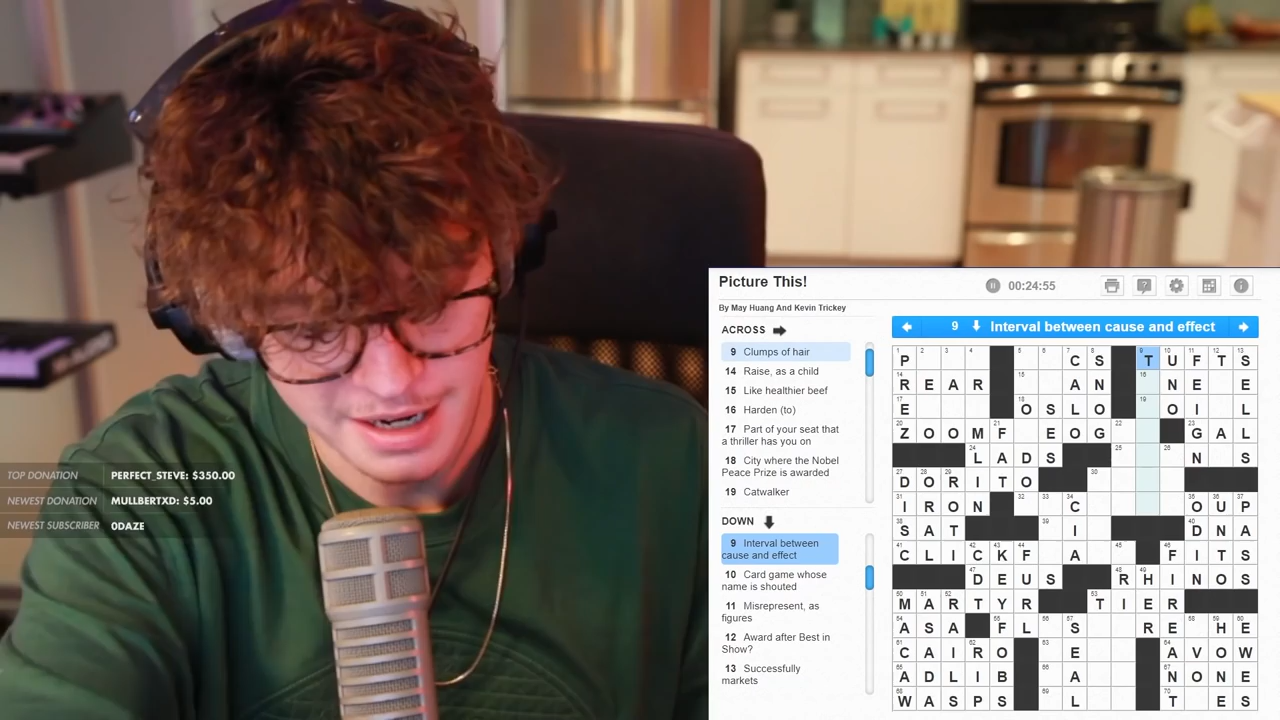 Picture This!
00:24:55
By May Huang And Kevin Trickey
ACROSS
9 Clumps of hair
14 Raise, as a child
15 Like healthier beef
16 Harden (to)
17 Part of your seat that
a thriller has you on
18 City where the Nobel
Peace Prize is awarded
19 Catwalker
DOWN
9 Interval between
cause and effect
10 Card game whose
name is shouted
11 Misrepresent, as
figures
12 Award after Best in
Show?
13 Successfully
markets
9 Interval between cause and effect
P C S T U F T S
R E A R A N N E E
E O S L O O I L
Z O O M F E O G G A L
L A D S N S
D O R I T O
I R O N C O U P
S A T I D N A
C L I C K F A F I T S
D E U S R H I N O S
M A R T Y R T I E R
A S A F L S R E H E
C A I R O E A V O W
A D L I B A N O N E
W A S P S L T E S
TOP DONATION PERFECT_STEVE: $350.00
NEWEST DONATION MULLBERTXD: $5.00
NEWEST SUBSCRIBER ODAZE